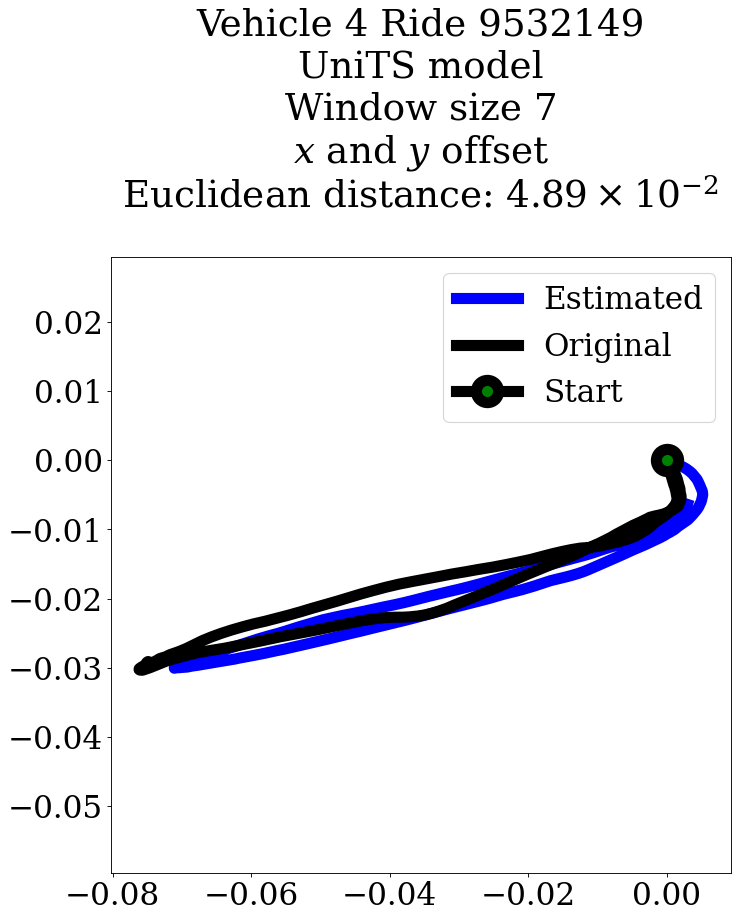 Vehicle 4 Ride 9532149
UniTS model
Window size 7
x and y offset
Euclidean distance: 4.89 × 10⁻²
Estimated
Original
Start
0.02
0.01
0.00
−0.01
−0.02
−0.03
−0.04
−0.05
−0.08 −0.06 −0.04 −0.02 0.00